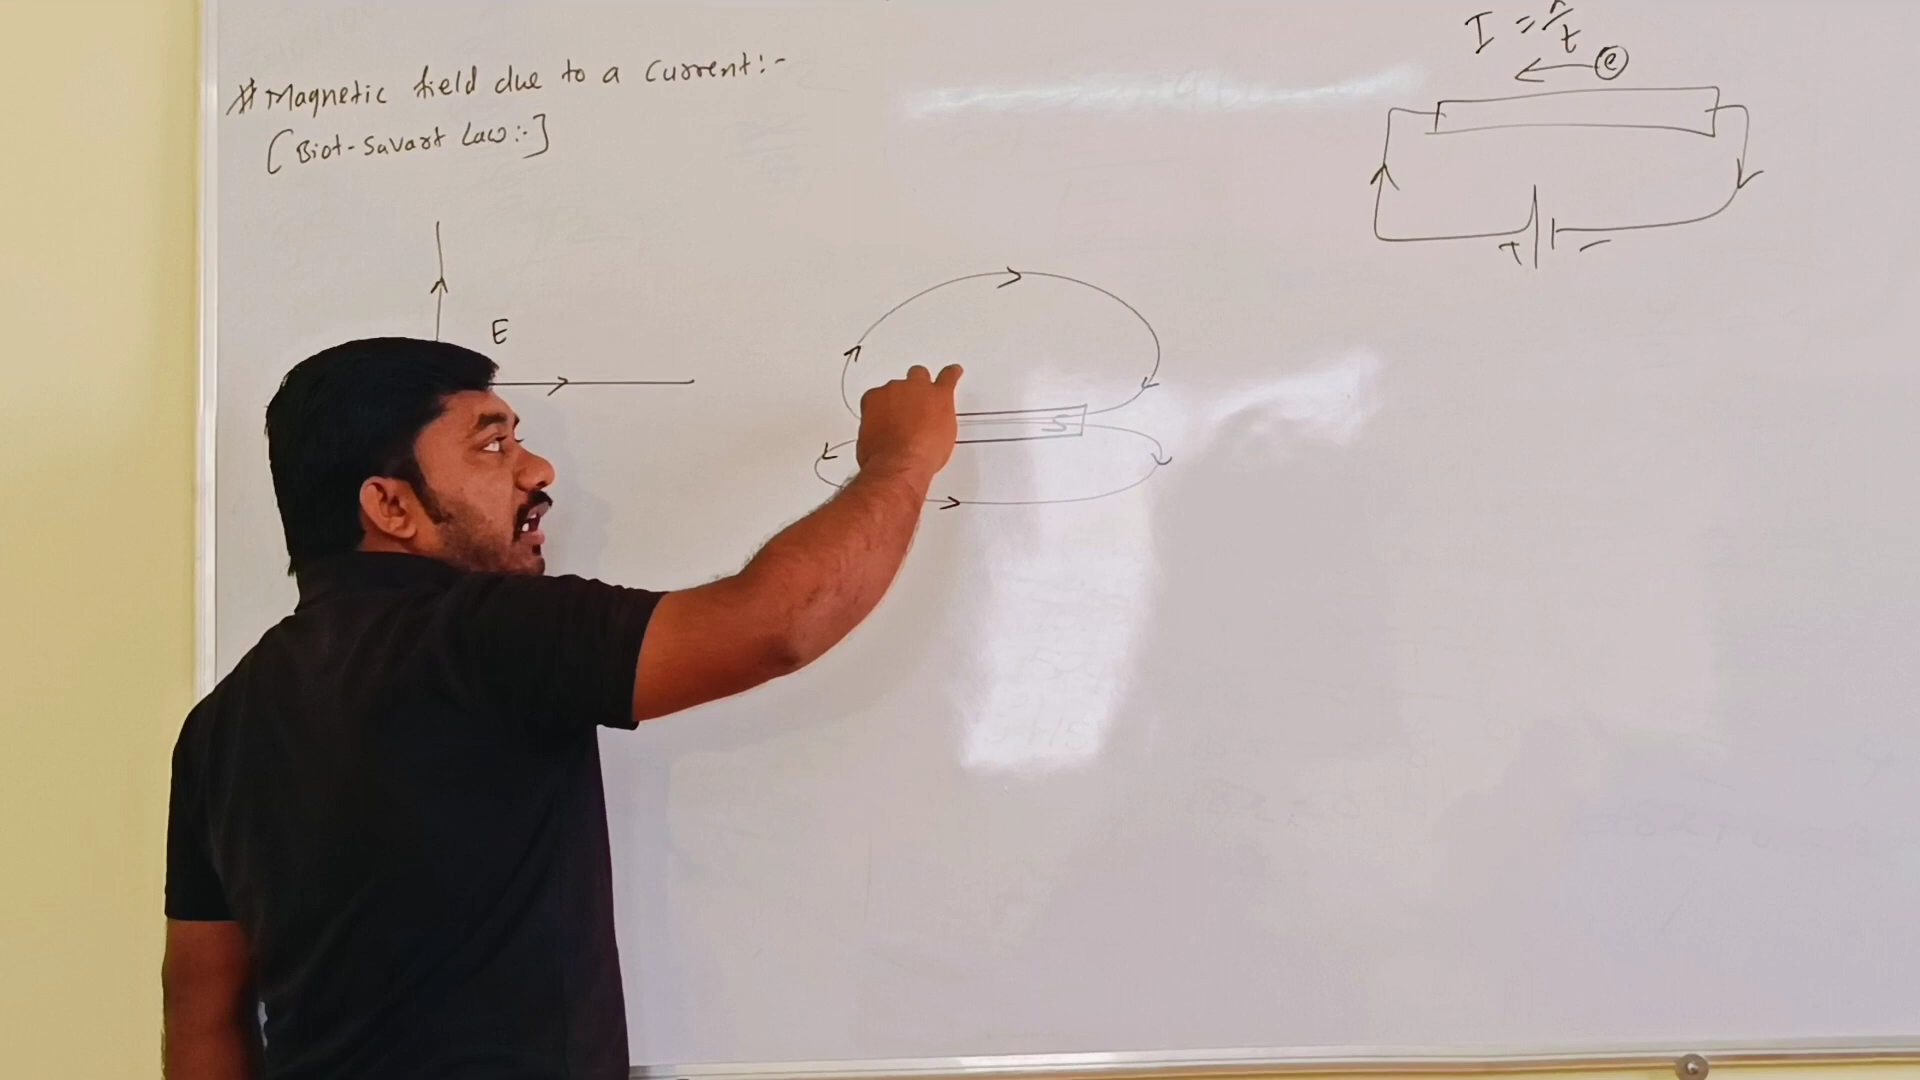 # Magnetic field due to a current:-
[Biot-Savart Law:-]
E
S
I =
t
e
+ −